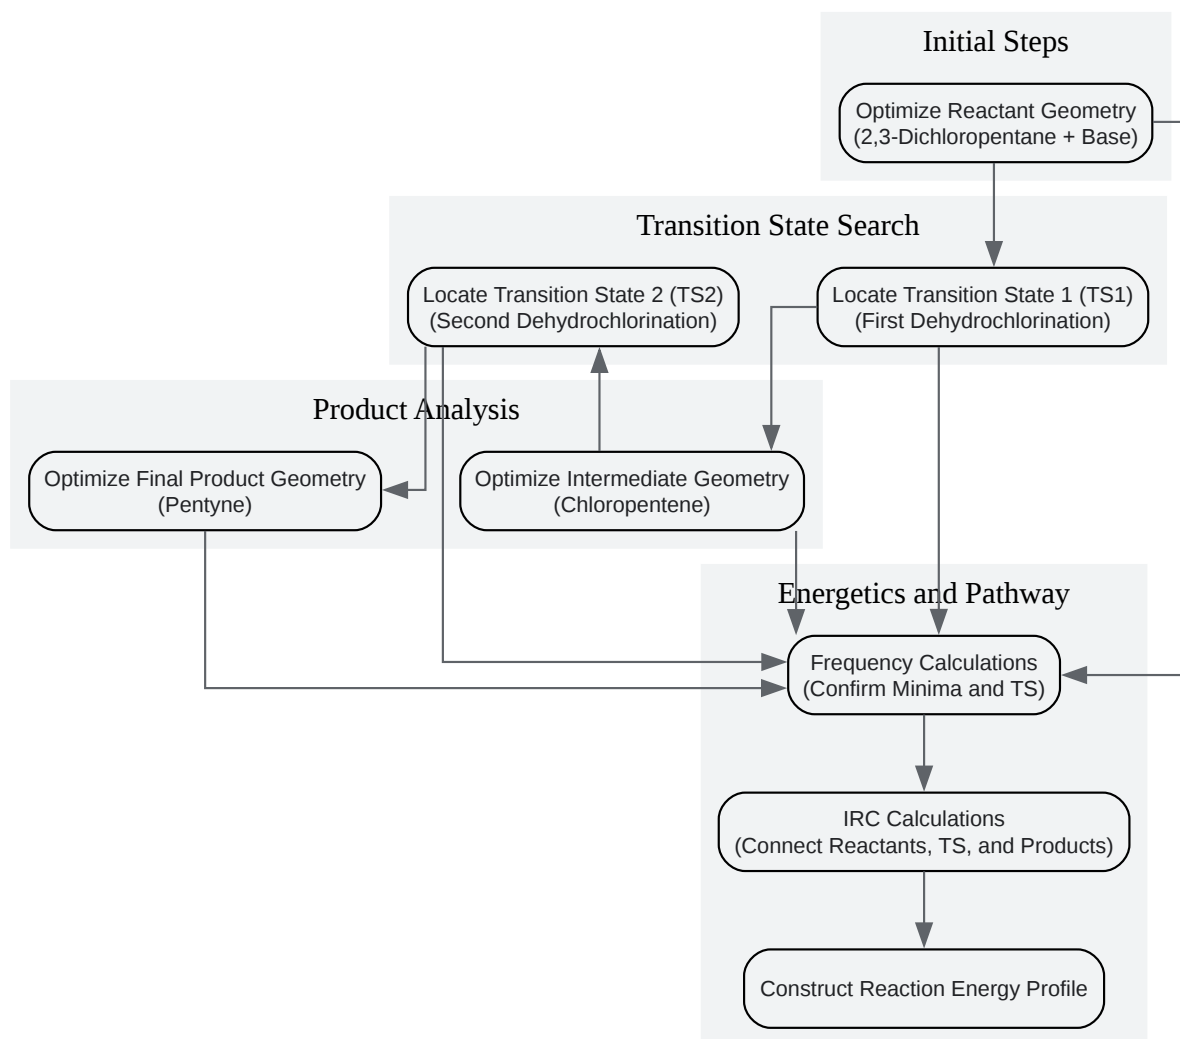 Initial Steps
Optimize Reactant Geometry
(2,3-Dichloropentane + Base)
Transition State Search
Locate Transition State 2 (TS2)
(Second Dehydrochlorination)
Locate Transition State 1 (TS1)
(First Dehydrochlorination)
Product Analysis
Optimize Final Product Geometry
(Pentyne)
Optimize Intermediate Geometry
(Chloropentene)
Energetics and Pathway
Frequency Calculations
(Confirm Minima and TS)
IRC Calculations
(Connect Reactants, TS, and Products)
Construct Reaction Energy Profile